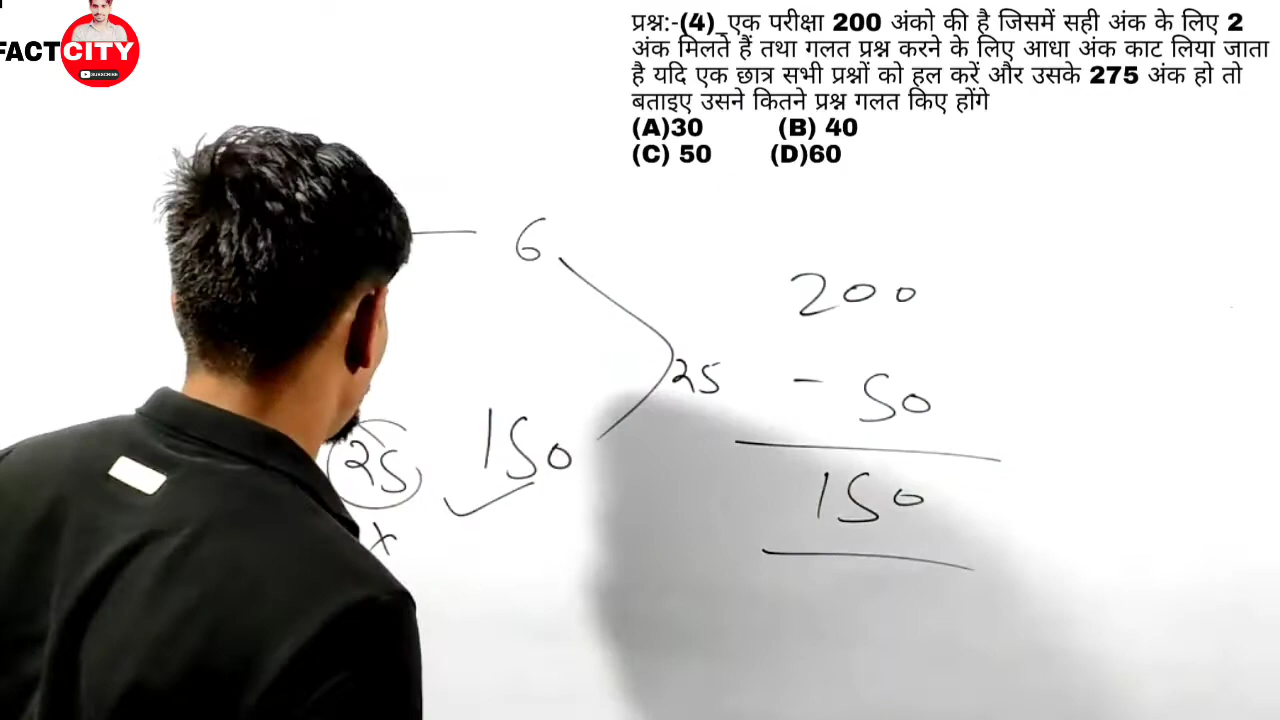 FACTCITY
SUBSCRIBE
प्रश्न:-(4)_एक परीक्षा 200 अंको की है जिसमें सही अंक के लिए 2
अंक मिलते हैं तथा गलत प्रश्न करने के लिए आधा अंक काट लिया जाता
है यदि एक छात्र सभी प्रश्नों को हल करें और उसके 275 अंक हो तो
बताइए उसने कितने प्रश्न गलत किए होंगे
(A)30 (B) 40
(C) 50 (D)60
6
200
25
- 50
25 150
150
x